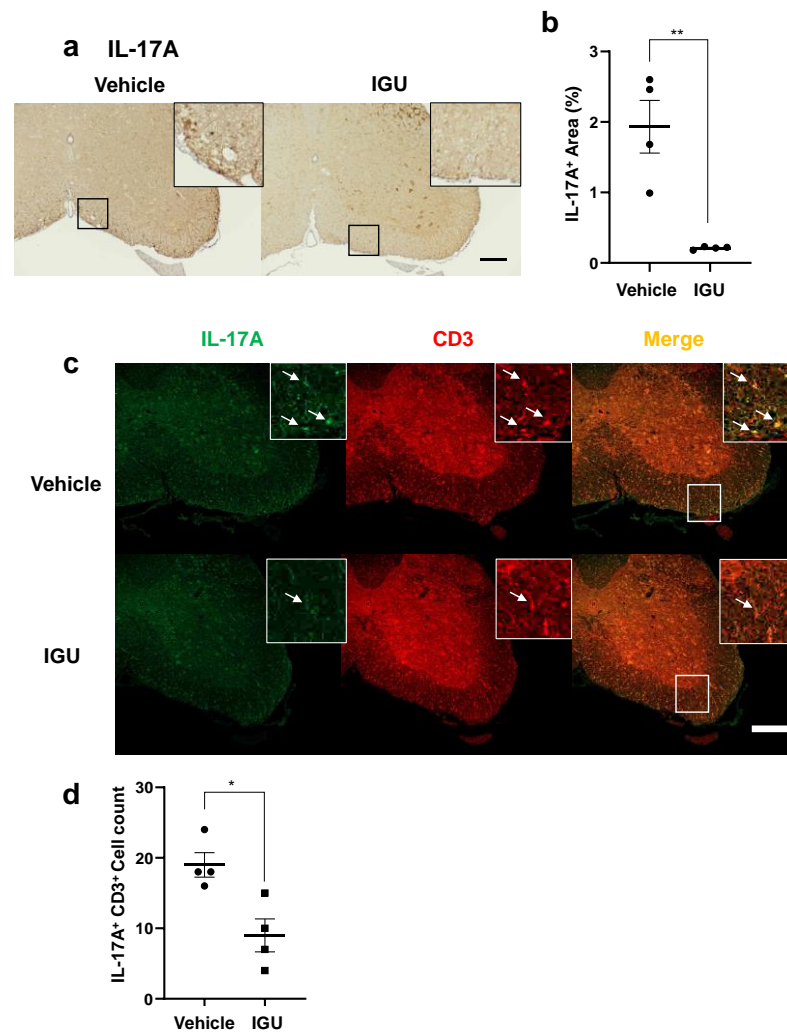 a IL-17A
Vehicle IGU
b
**
3
2
1
0
IL-17A⁺ Area (%)
Vehicle IGU
c
IL-17A CD3 Merge
Vehicle
IGU
d
*
30
20
10
0
IL-17A⁺ CD3⁺ Cell count
Vehicle IGU